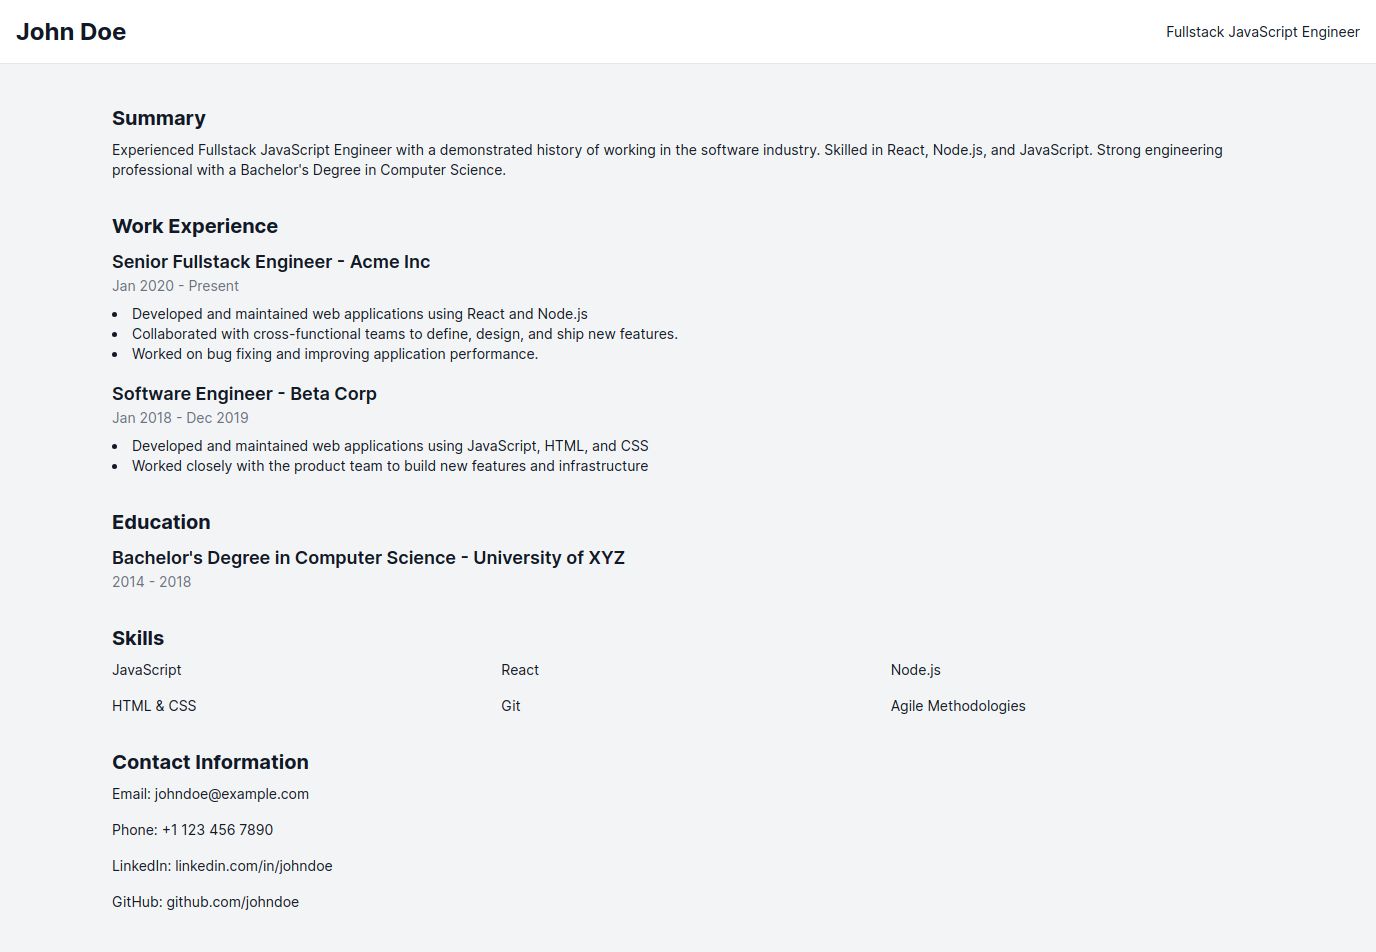 John Doe
Fullstack JavaScript Engineer
Summary
Experienced Fullstack JavaScript Engineer with a demonstrated history of working in the software industry. Skilled in React, Node.js, and JavaScript. Strong engineering
professional with a Bachelor's Degree in Computer Science.
Work Experience
Senior Fullstack Engineer - Acme Inc
Jan 2020 - Present
• Developed and maintained web applications using React and Node.js
• Collaborated with cross-functional teams to define, design, and ship new features.
• Worked on bug fixing and improving application performance.
Software Engineer - Beta Corp
Jan 2018 - Dec 2019
• Developed and maintained web applications using JavaScript, HTML, and CSS
• Worked closely with the product team to build new features and infrastructure
Education
Bachelor's Degree in Computer Science - University of XYZ
2014 - 2018
Skills
JavaScript React Node.js
HTML & CSS Git Agile Methodologies
Contact Information
Email: johndoe@example.com
Phone: +1 123 456 7890
LinkedIn: linkedin.com/in/johndoe
GitHub: github.com/johndoe